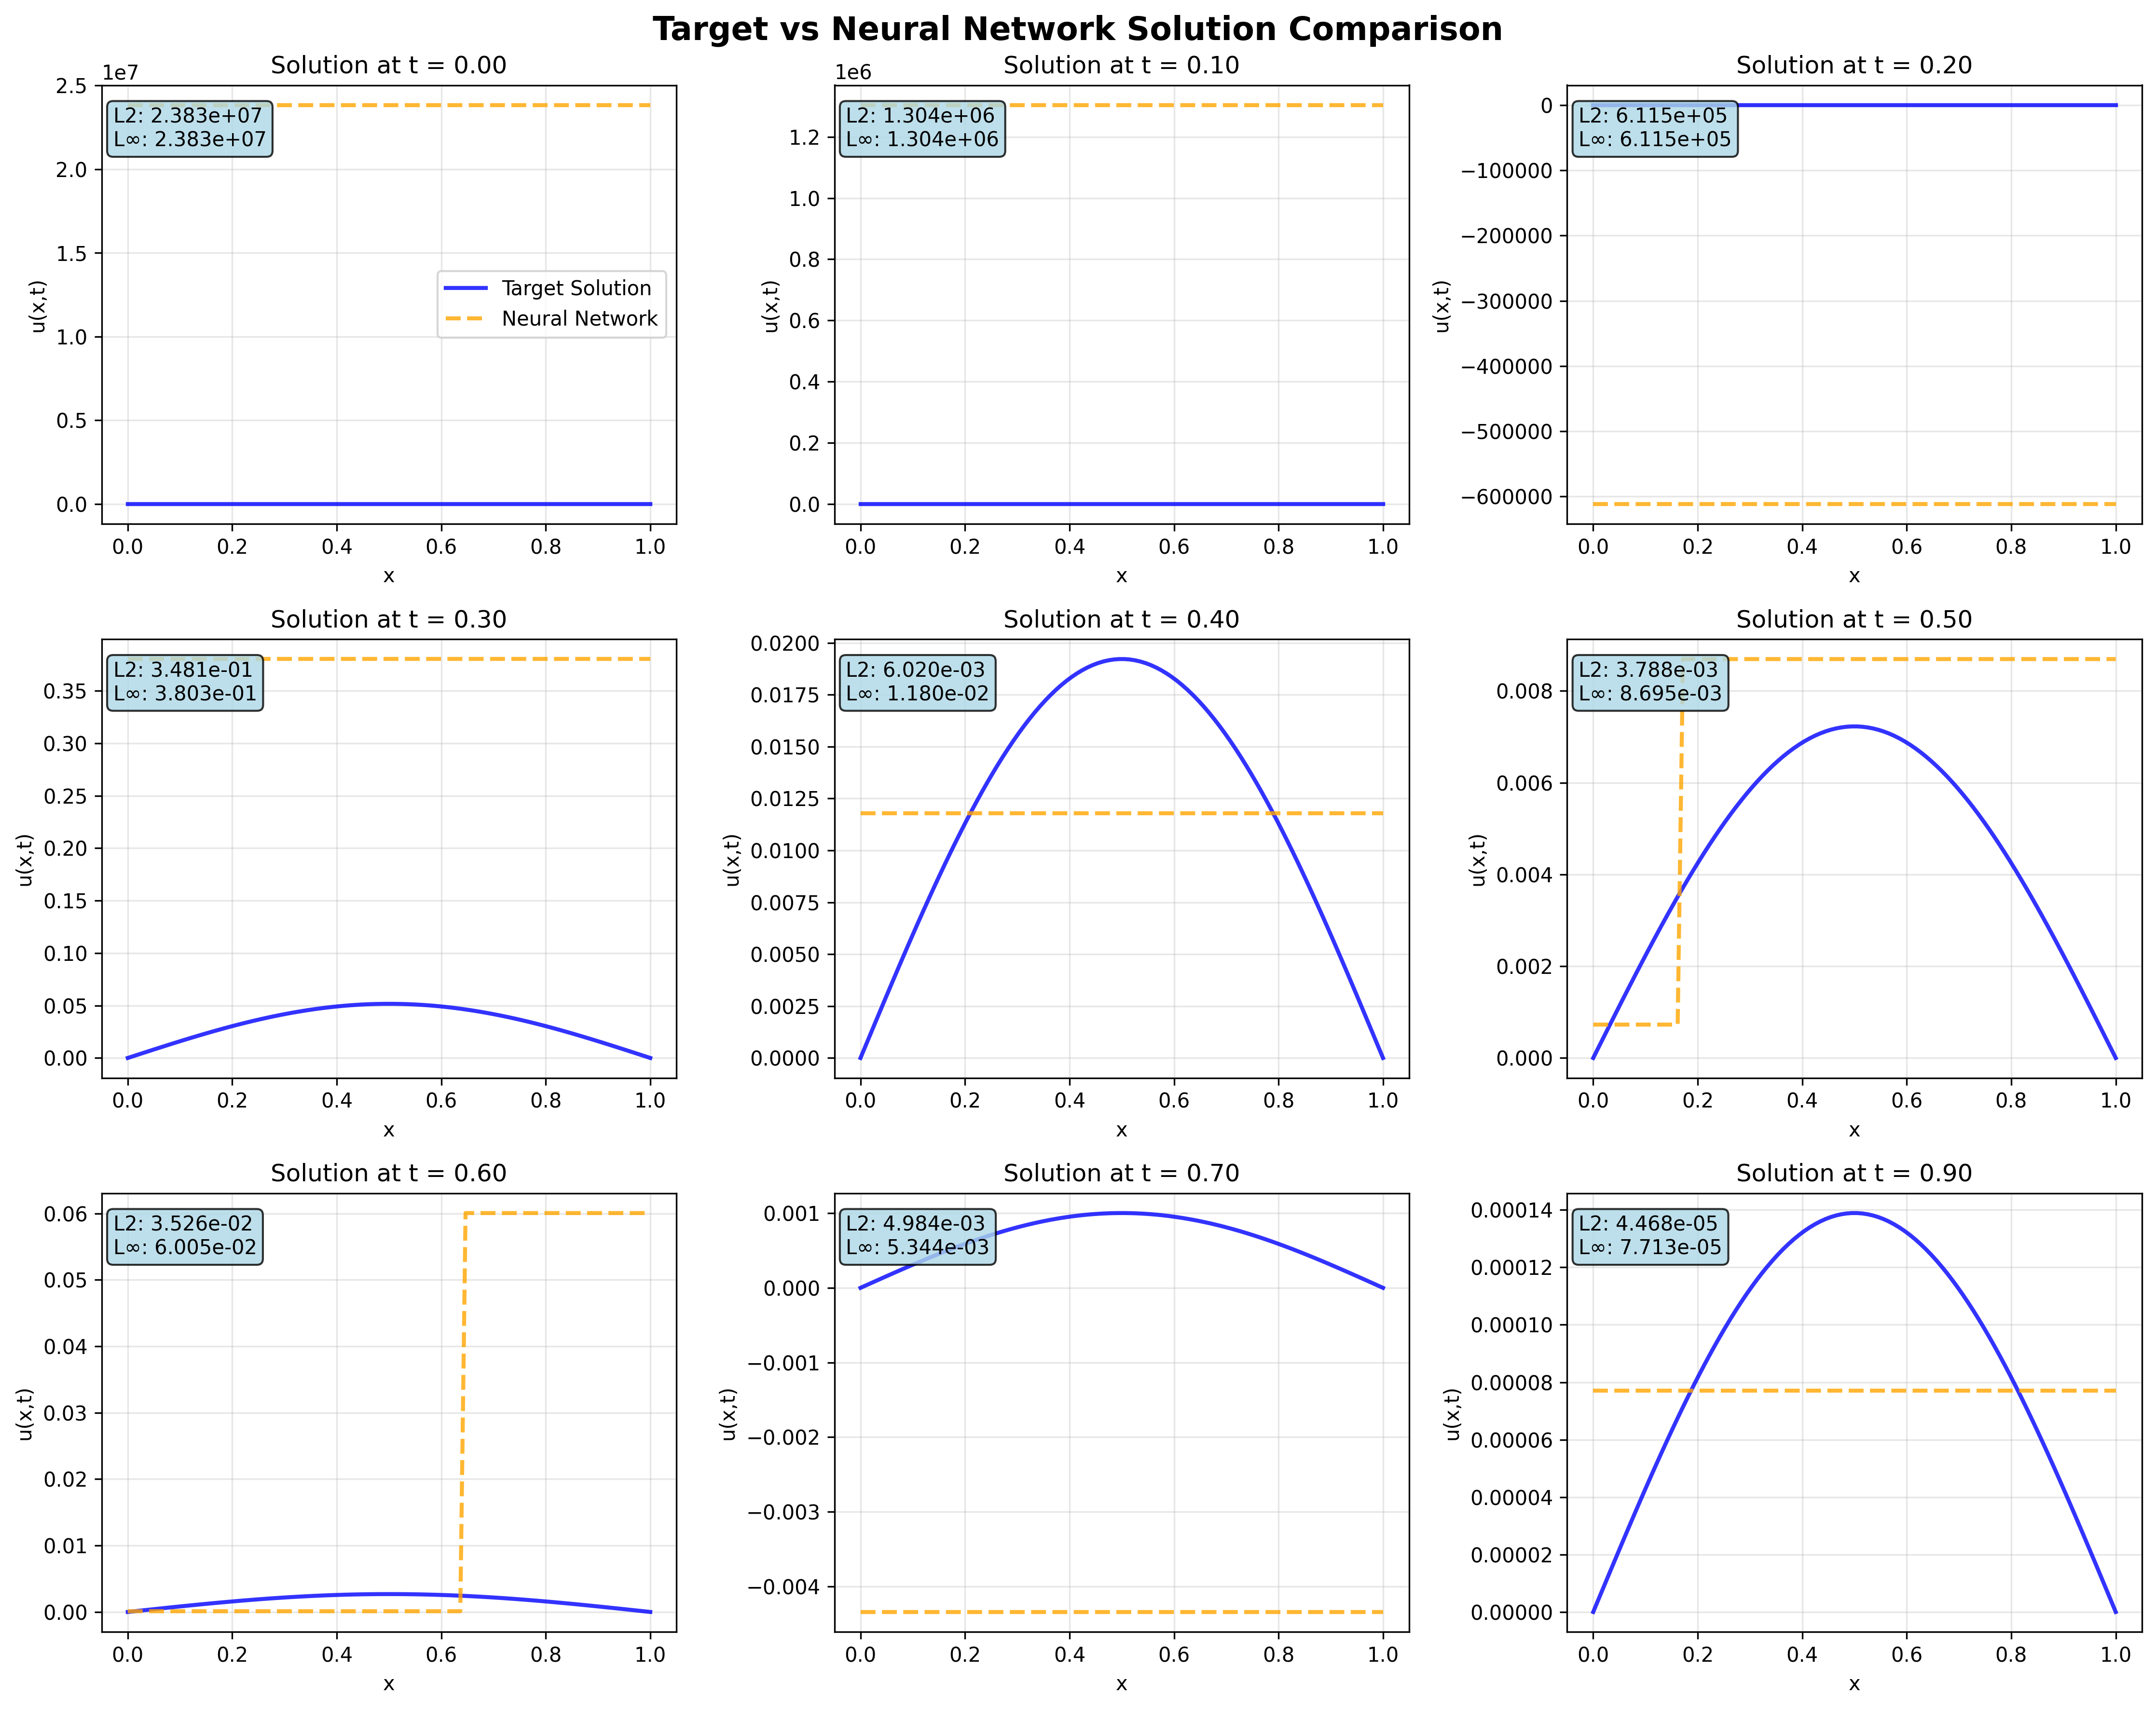 Target vs Neural Network Solution Comparison
Solution at t = 0.00
1e7
L2: 2.383e+07
L∞: 2.383e+07
Target Solution
Neural Network
2.5
2.0
1.5
1.0
0.5
0.0
u(x,t)
0.0 0.2 0.4 0.6 0.8 1.0
x
Solution at t = 0.10
1e6
L2: 1.304e+06
L∞: 1.304e+06
1.2
1.0
0.8
0.6
0.4
0.2
0.0
u(x,t)
0.0 0.2 0.4 0.6 0.8 1.0
x
Solution at t = 0.20
L2: 6.115e+05
L∞: 6.115e+05
0
−100000
−200000
−300000
−400000
−500000
−600000
u(x,t)
0.0 0.2 0.4 0.6 0.8 1.0
x
Solution at t = 0.30
L2: 3.481e-01
L∞: 3.803e-01
0.35
0.30
0.25
0.20
0.15
0.10
0.05
0.00
u(x,t)
0.0 0.2 0.4 0.6 0.8 1.0
x
Solution at t = 0.40
L2: 6.020e-03
L∞: 1.180e-02
0.0200
0.0175
0.0150
0.0125
0.0100
0.0075
0.0050
0.0025
0.0000
u(x,t)
0.0 0.2 0.4 0.6 0.8 1.0
x
Solution at t = 0.50
L2: 3.788e-03
L∞: 8.695e-03
0.008
0.006
0.004
0.002
0.000
u(x,t)
0.0 0.2 0.4 0.6 0.8 1.0
x
Solution at t = 0.60
L2: 3.526e-02
L∞: 6.005e-02
0.06
0.05
0.04
0.03
0.02
0.01
0.00
u(x,t)
0.0 0.2 0.4 0.6 0.8 1.0
x
Solution at t = 0.70
L2: 4.984e-03
L∞: 5.344e-03
0.001
0.000
−0.001
−0.002
−0.003
−0.004
u(x,t)
0.0 0.2 0.4 0.6 0.8 1.0
x
Solution at t = 0.90
L2: 4.468e-05
L∞: 7.713e-05
0.00014
0.00012
0.00010
0.00008
0.00006
0.00004
0.00002
0.00000
u(x,t)
0.0 0.2 0.4 0.6 0.8 1.0
x